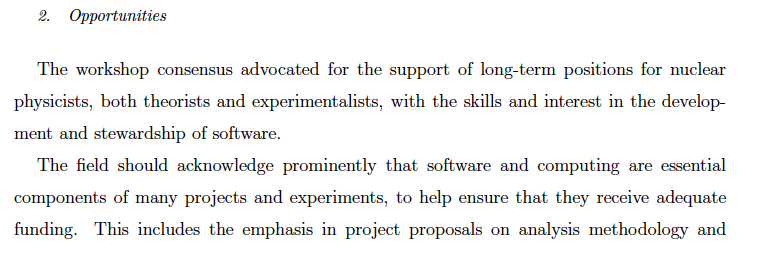 2. Opportunities
The workshop consensus advocated for the support of long-term positions for nuclear
physicists, both theorists and experimentalists, with the skills and interest in the develop-
ment and stewardship of software.
The field should acknowledge prominently that software and computing are essential
components of many projects and experiments, to help ensure that they receive adequate
funding. This includes the emphasis in project proposals on analysis methodology and